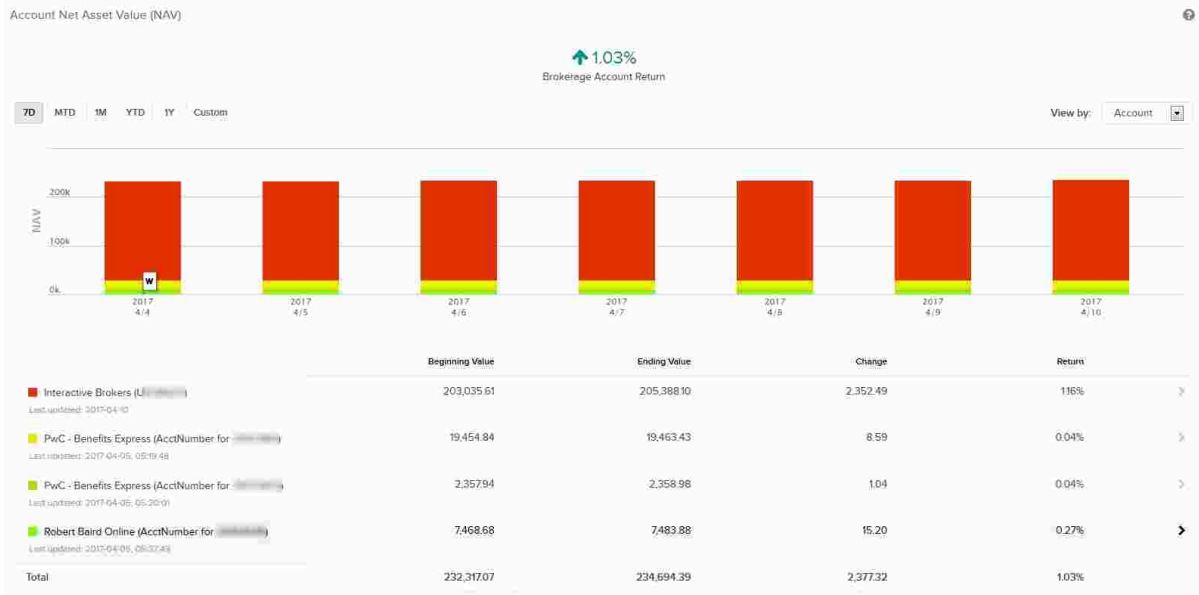 Account Net Asset Value (NAV)
1.03%
Brokerage Account Return
7D MTD 1M YTD 1Y Custom
View by: Account
200k
100k
0k
NAV
W
2017 2017 2017 2017 2017 2017 2017
4/4 4/5 4/6 4/7 4/8 4/9 4/10
Beginning Value Ending Value Change Return
Interactive Brokers (U 203,035.61 205,388.10 2,352.49 1.16%
Last updated: 2017-04-10
PwC - Benefits Express (AcctNumber for 19,454.84 19,463.43 8.59 0.04%
Last updated: 2017-04-05, 05:19:48
PwC - Benefits Express (AcctNumber for 2,357.94 2,358.98 1.04 0.04%
Last updated: 2017-04-05, 05:20:01
Robert Baird Online (AcctNumber for 7,468.68 7,483.88 15.20 0.27%
Last updated: 2017-04-05, 05:37:49
Total 232,317.07 234,694.39 2,377.32 1.03%